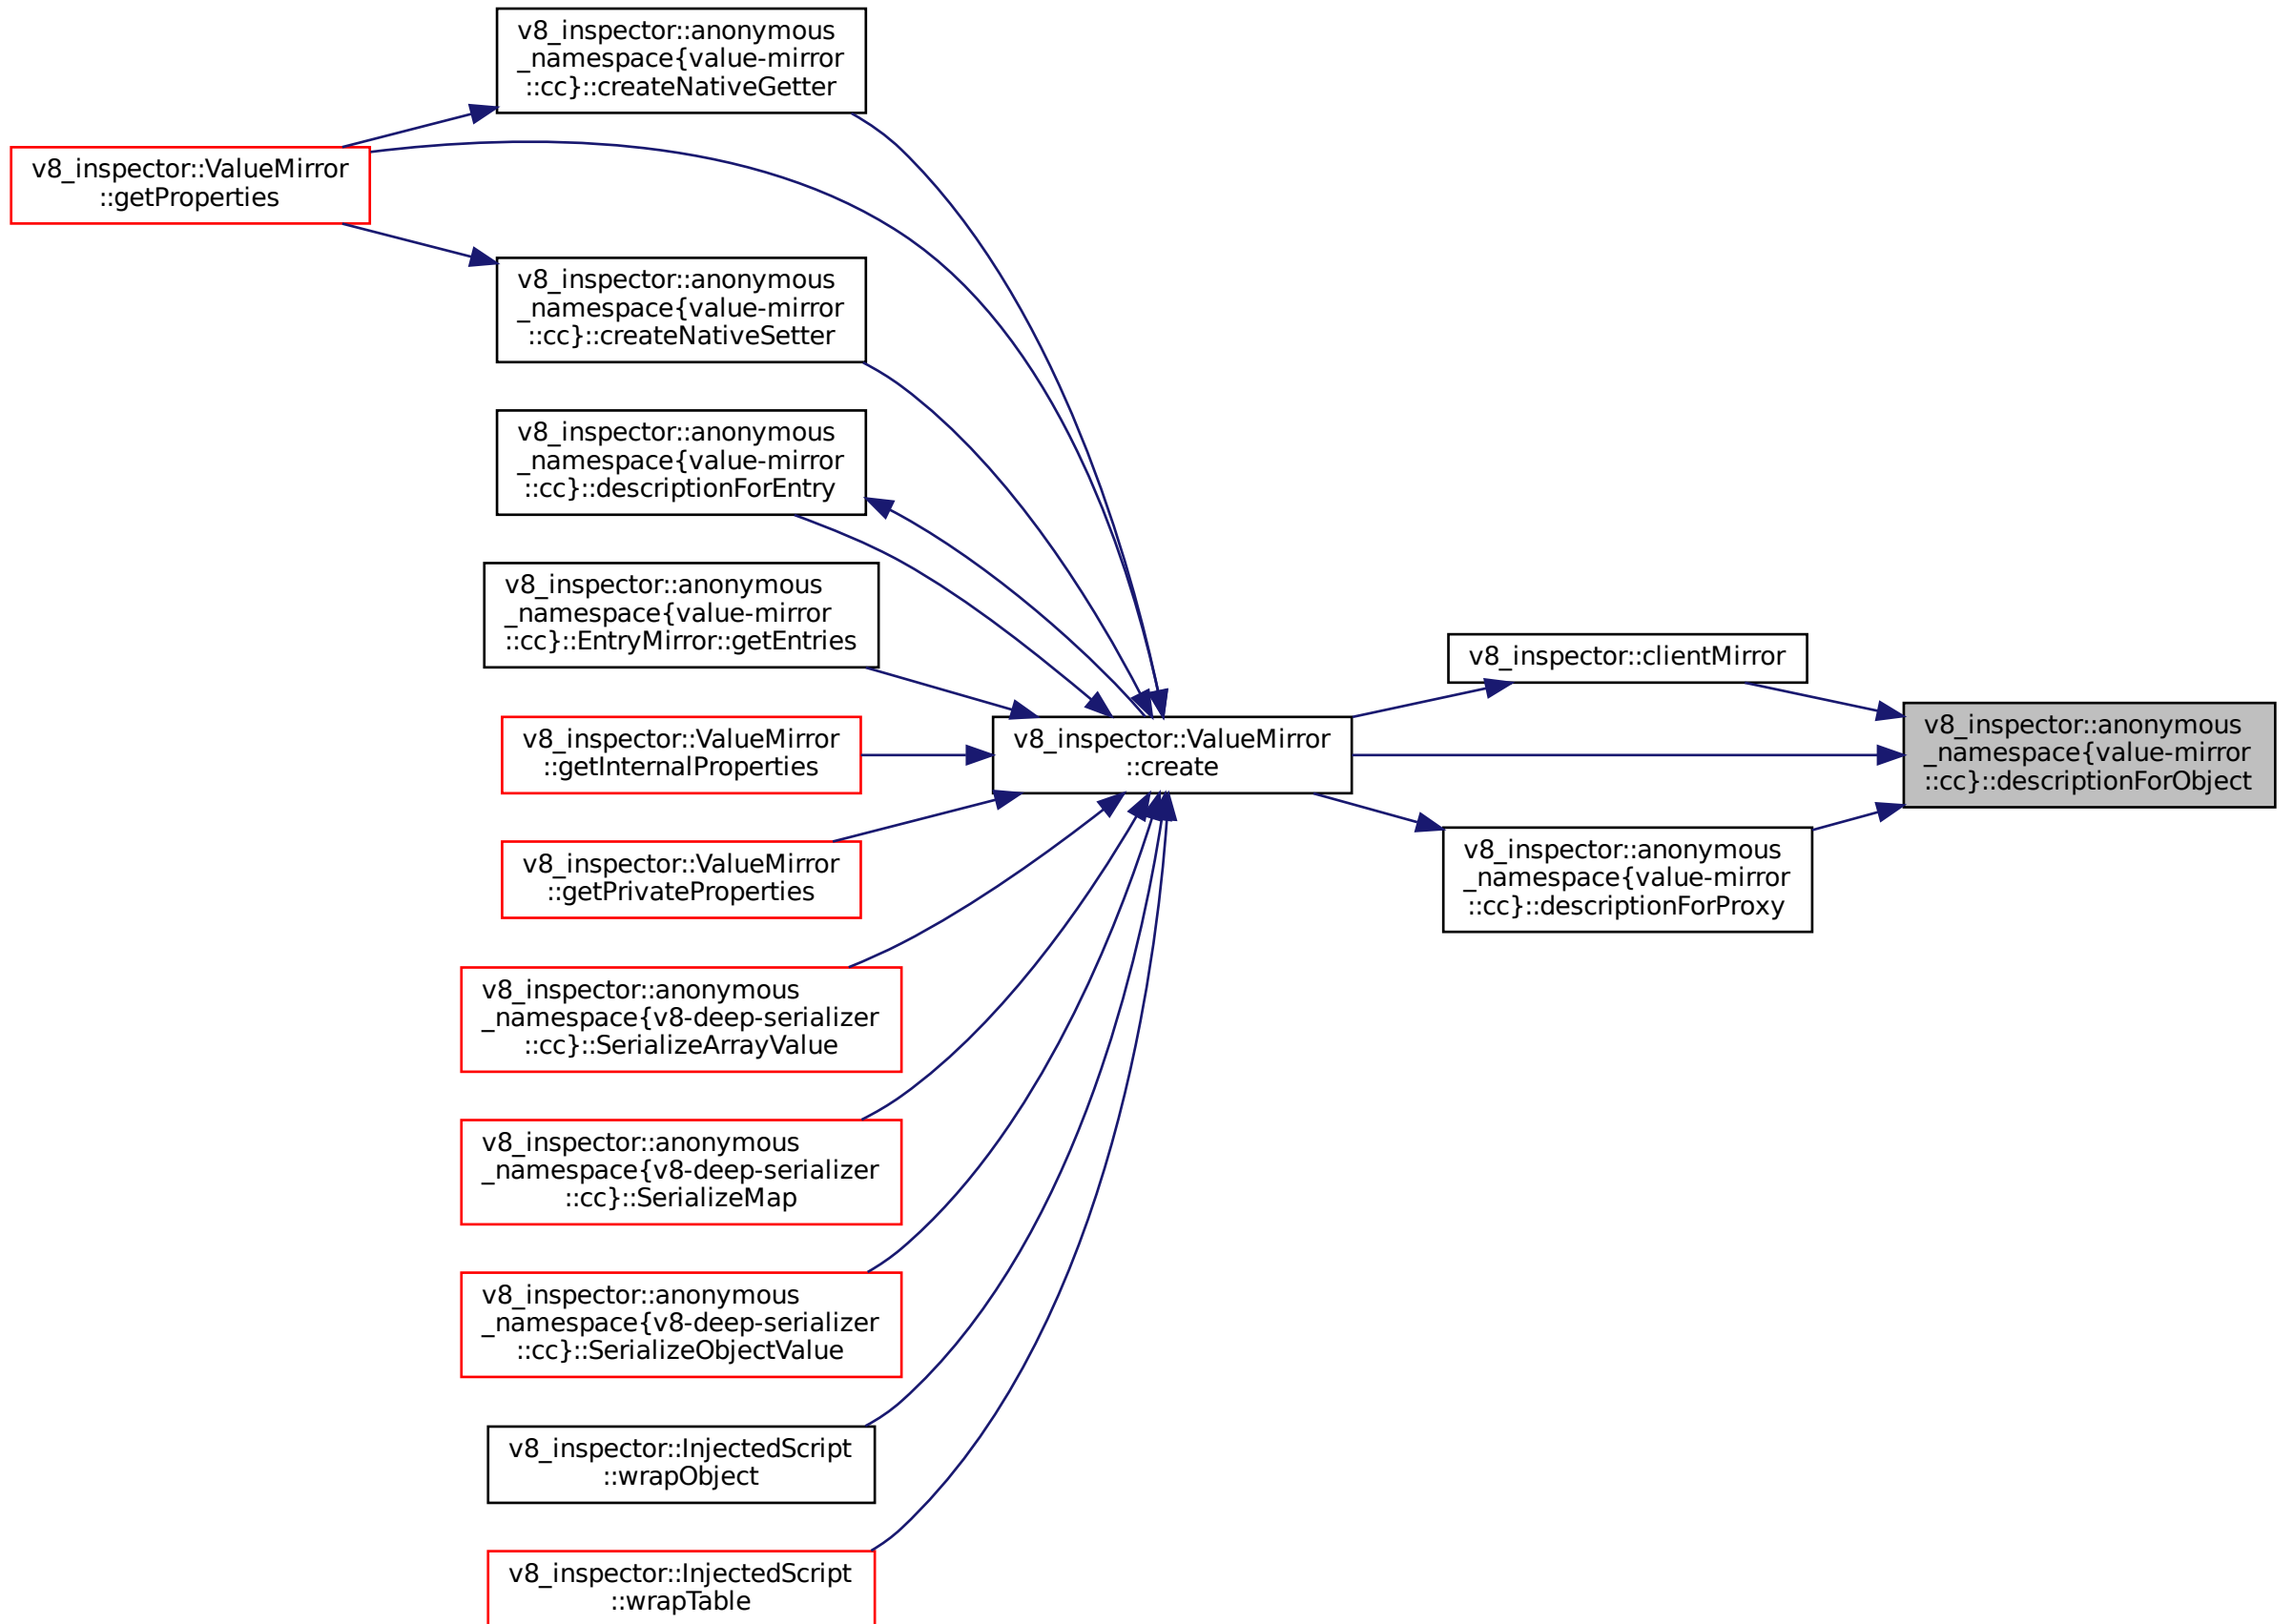 v8_inspector::anonymous
_namespace{value-mirror
::cc}::createNativeGetter
v8_inspector::ValueMirror
::getProperties
v8_inspector::anonymous
_namespace{value-mirror
::cc}::createNativeSetter
v8_inspector::anonymous
_namespace{value-mirror
::cc}::descriptionForEntry
v8_inspector::anonymous
_namespace{value-mirror
::cc}::EntryMirror::getEntries
v8_inspector::ValueMirror
::getInternalProperties
v8_inspector::ValueMirror
::getPrivateProperties
v8_inspector::anonymous
_namespace{v8-deep-serializer
::cc}::SerializeArrayValue
v8_inspector::anonymous
_namespace{v8-deep-serializer
::cc}::SerializeMap
v8_inspector::anonymous
_namespace{v8-deep-serializer
::cc}::SerializeObjectValue
v8_inspector::InjectedScript
::wrapObject
v8_inspector::InjectedScript
::wrapTable
v8_inspector::ValueMirror
::create
v8_inspector::clientMirror
v8_inspector::anonymous
_namespace{value-mirror
::cc}::descriptionForProxy
v8_inspector::anonymous
_namespace{value-mirror
::cc}::descriptionForObject